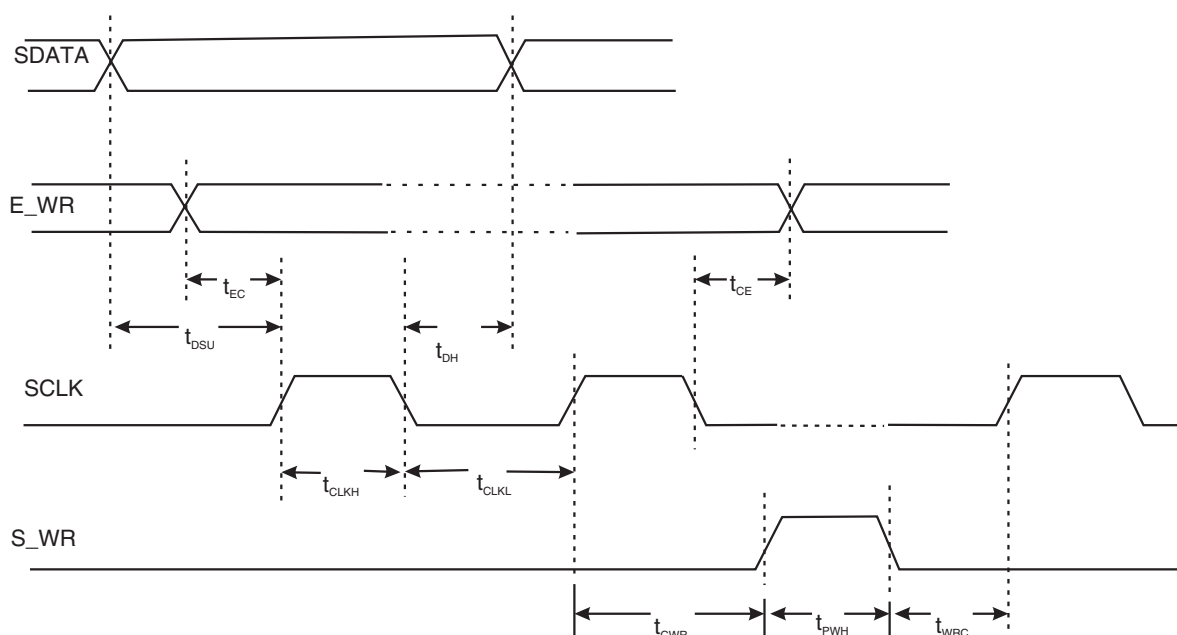 SDATA
E_WR
tEC
tCE
tDSU
tDH
SCLK
tCLKH
tCLKL
S_WR
tCWR
tPWH
tWRC